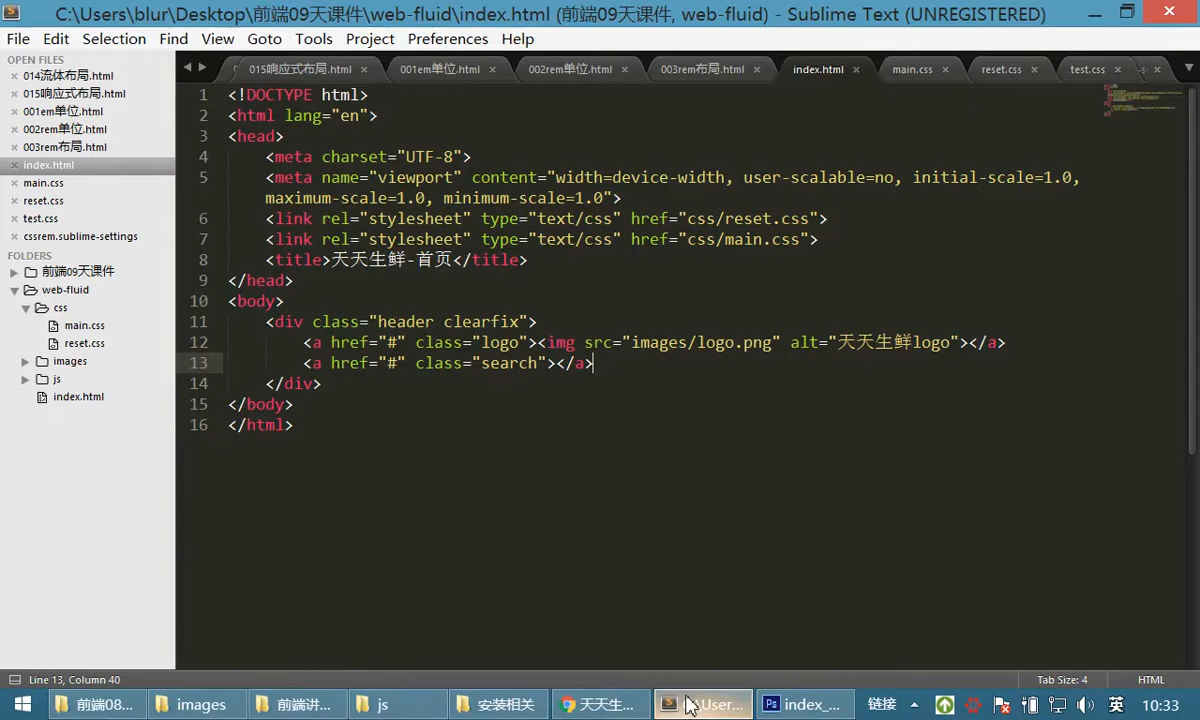 C:\Users\blur\Desktop\前端09天课件\web-fluid\index.html (前端09天课件, web-fluid) - Sublime Text (UNREGISTERED)
File Edit Selection Find View Goto Tools Project Preferences Help
OPEN FILES
014流体布局.html
015响应式布局.html
001em单位.html
002rem单位.html
003rem布局.html
index.html
main.css
reset.css
test.css
cssrem.sublime-settings
FOLDERS
前端09天课件
web-fluid
css
main.css
reset.css
images
js
index.html
015响应式布局.html 001em单位.html 002rem单位.html 003rem布局.html index.html main.css reset.css test.css
1 <!DOCTYPE html>
2 <html lang="en">
3 <head>
4 <meta charset="UTF-8">
5 <meta name="viewport" content="width=device-width, user-scalable=no, initial-scale=1.0,
maximum-scale=1.0, minimum-scale=1.0">
6 <link rel="stylesheet" type="text/css" href="css/reset.css">
7 <link rel="stylesheet" type="text/css" href="css/main.css">
8 <title>天天生鲜-首页</title>
9 </head>
10 <body>
11 <div class="header clearfix">
12 <a href="#" class="logo"><img src="images/logo.png" alt="天天生鲜logo"></a>
13 <a href="#" class="search"></a>
14 </div>
15 </body>
16 </html>
Line 13, Column 40 Tab Size: 4 HTML
前端08... images 前端讲... js 安装相关 天天生... User... index_... 链接 英 10:33